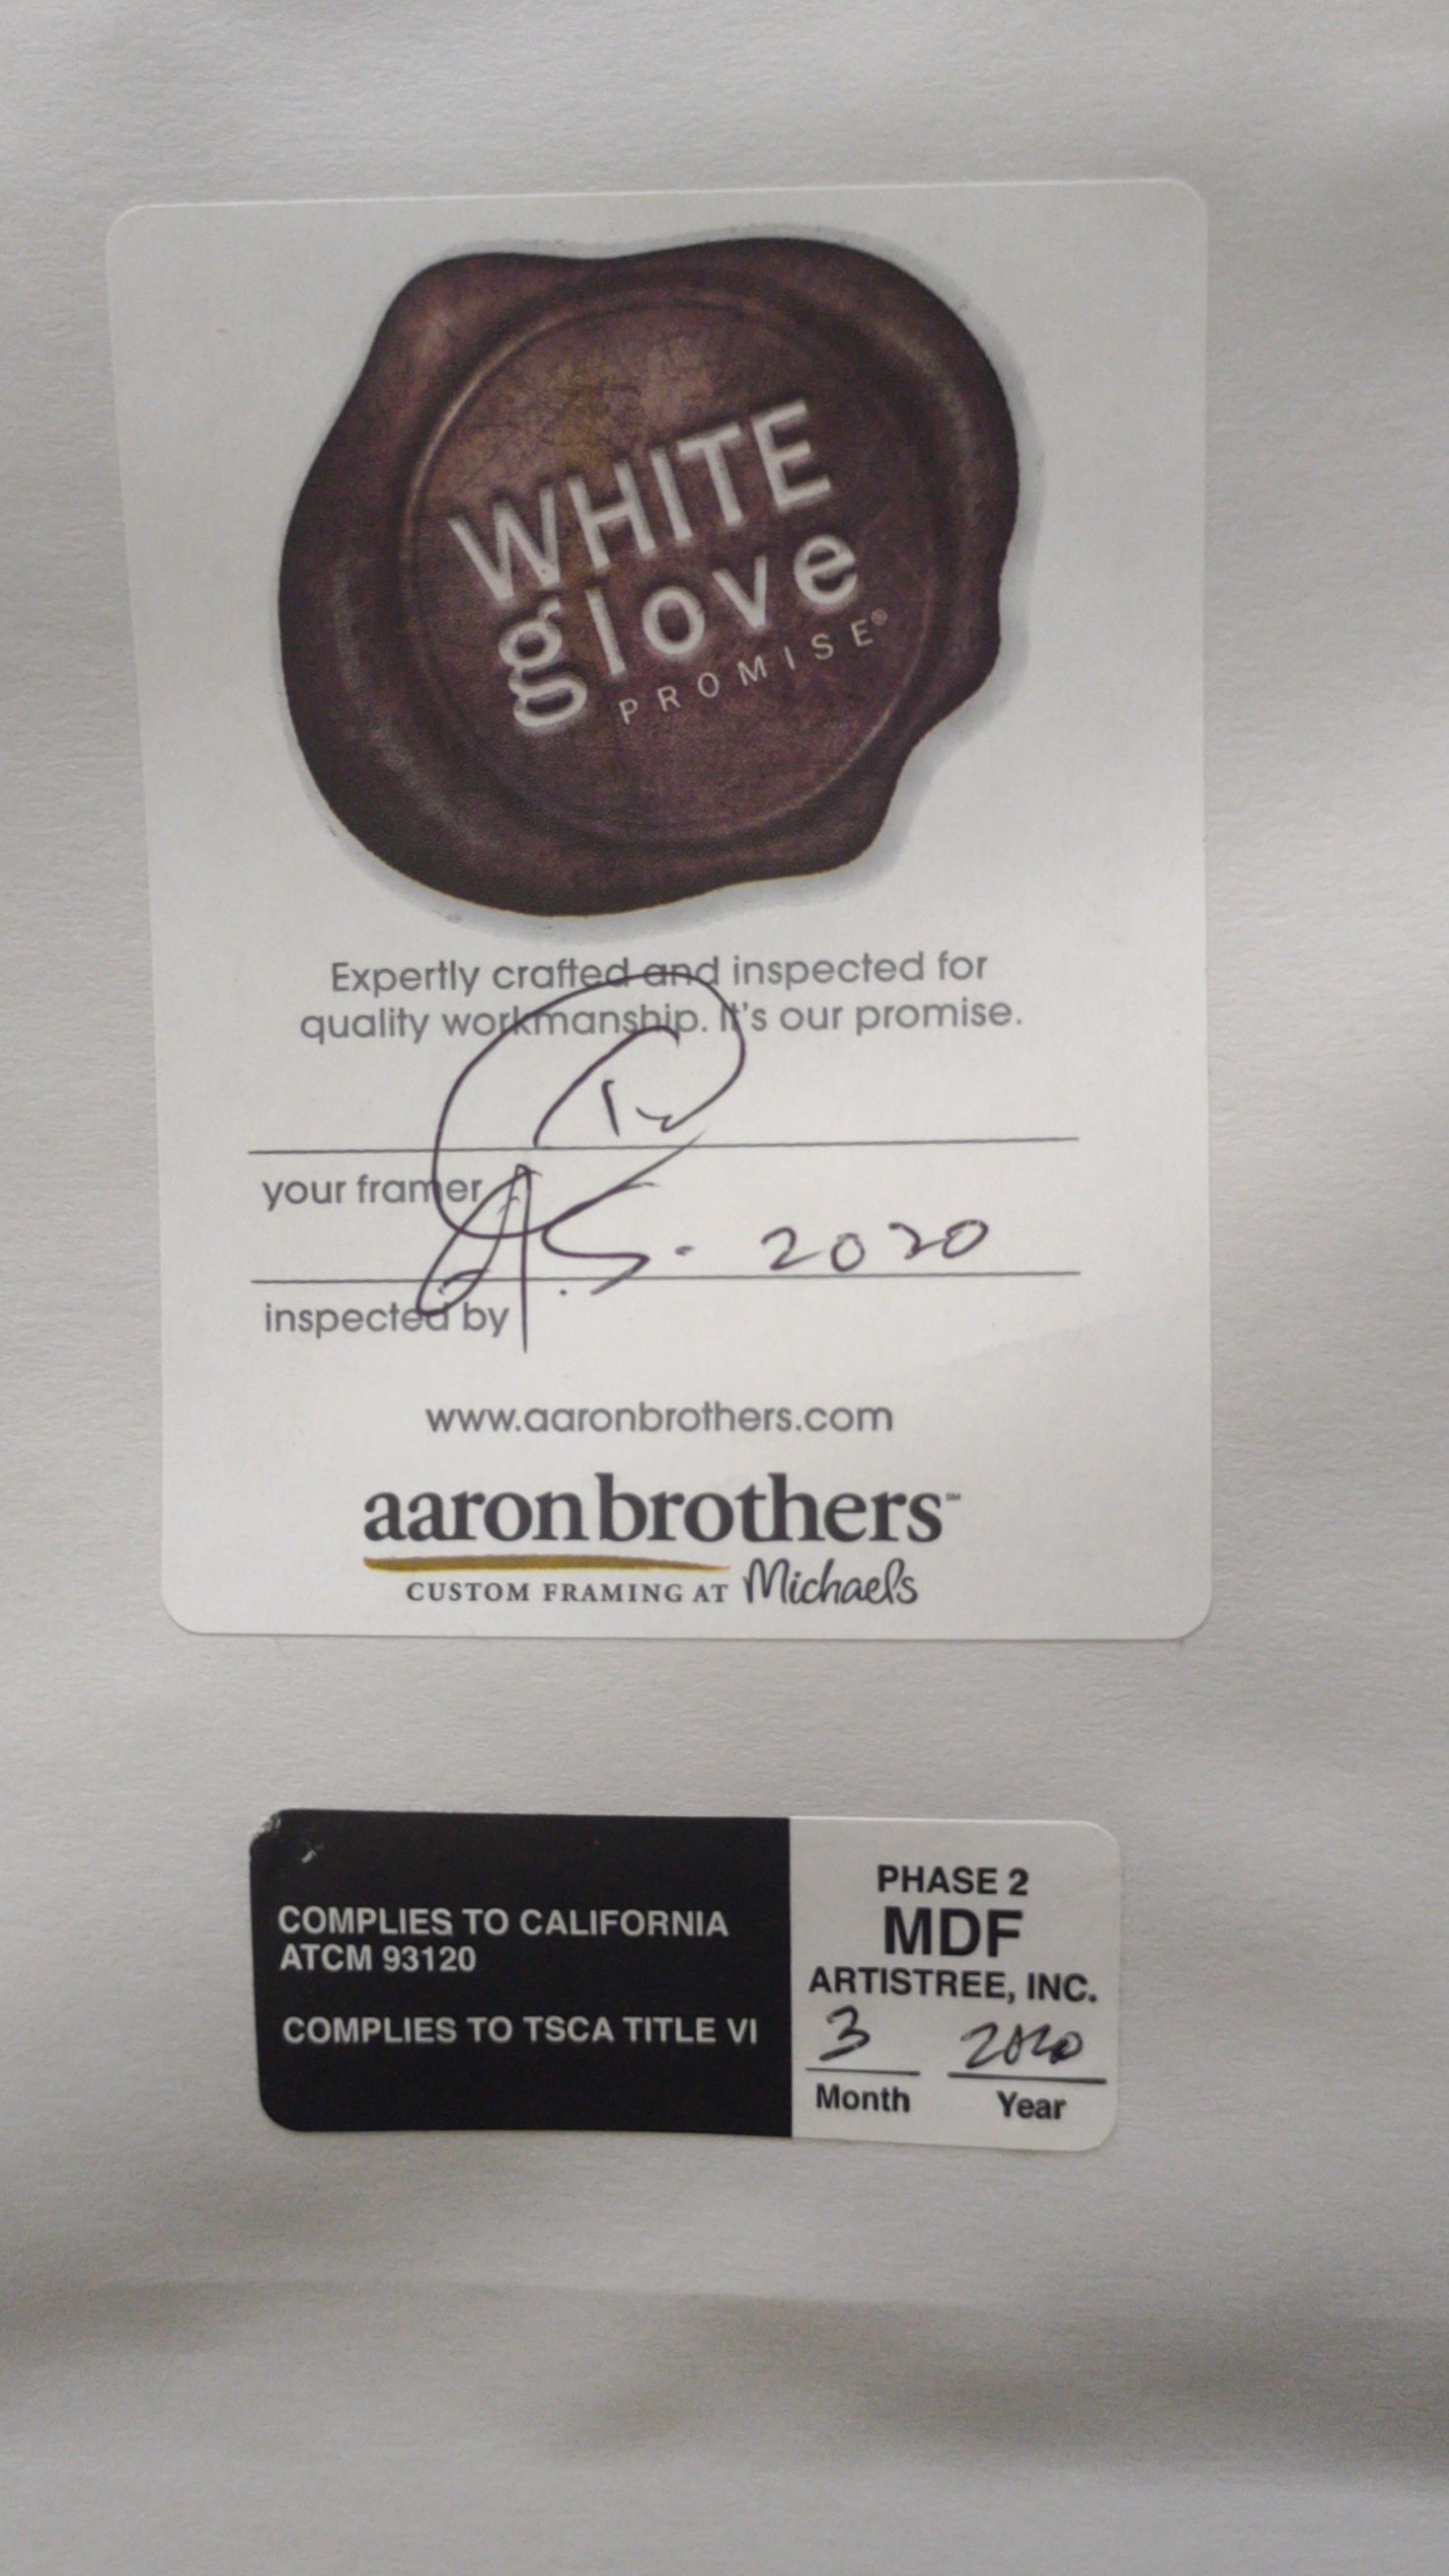 WHITE
glove
PROMISE®
Expertly crafted and inspected for
quality workmanship. It's our promise.
your framer
A.S. 2020
inspected by
www.aaronbrothers.com
aaronbrothers℠
CUSTOM FRAMING AT Michaels
COMPLIES TO CALIFORNIA
ATCM 93120
COMPLIES TO TSCA TITLE VI
PHASE 2
MDF
ARTISTREE, INC.
3 2020
Month Year